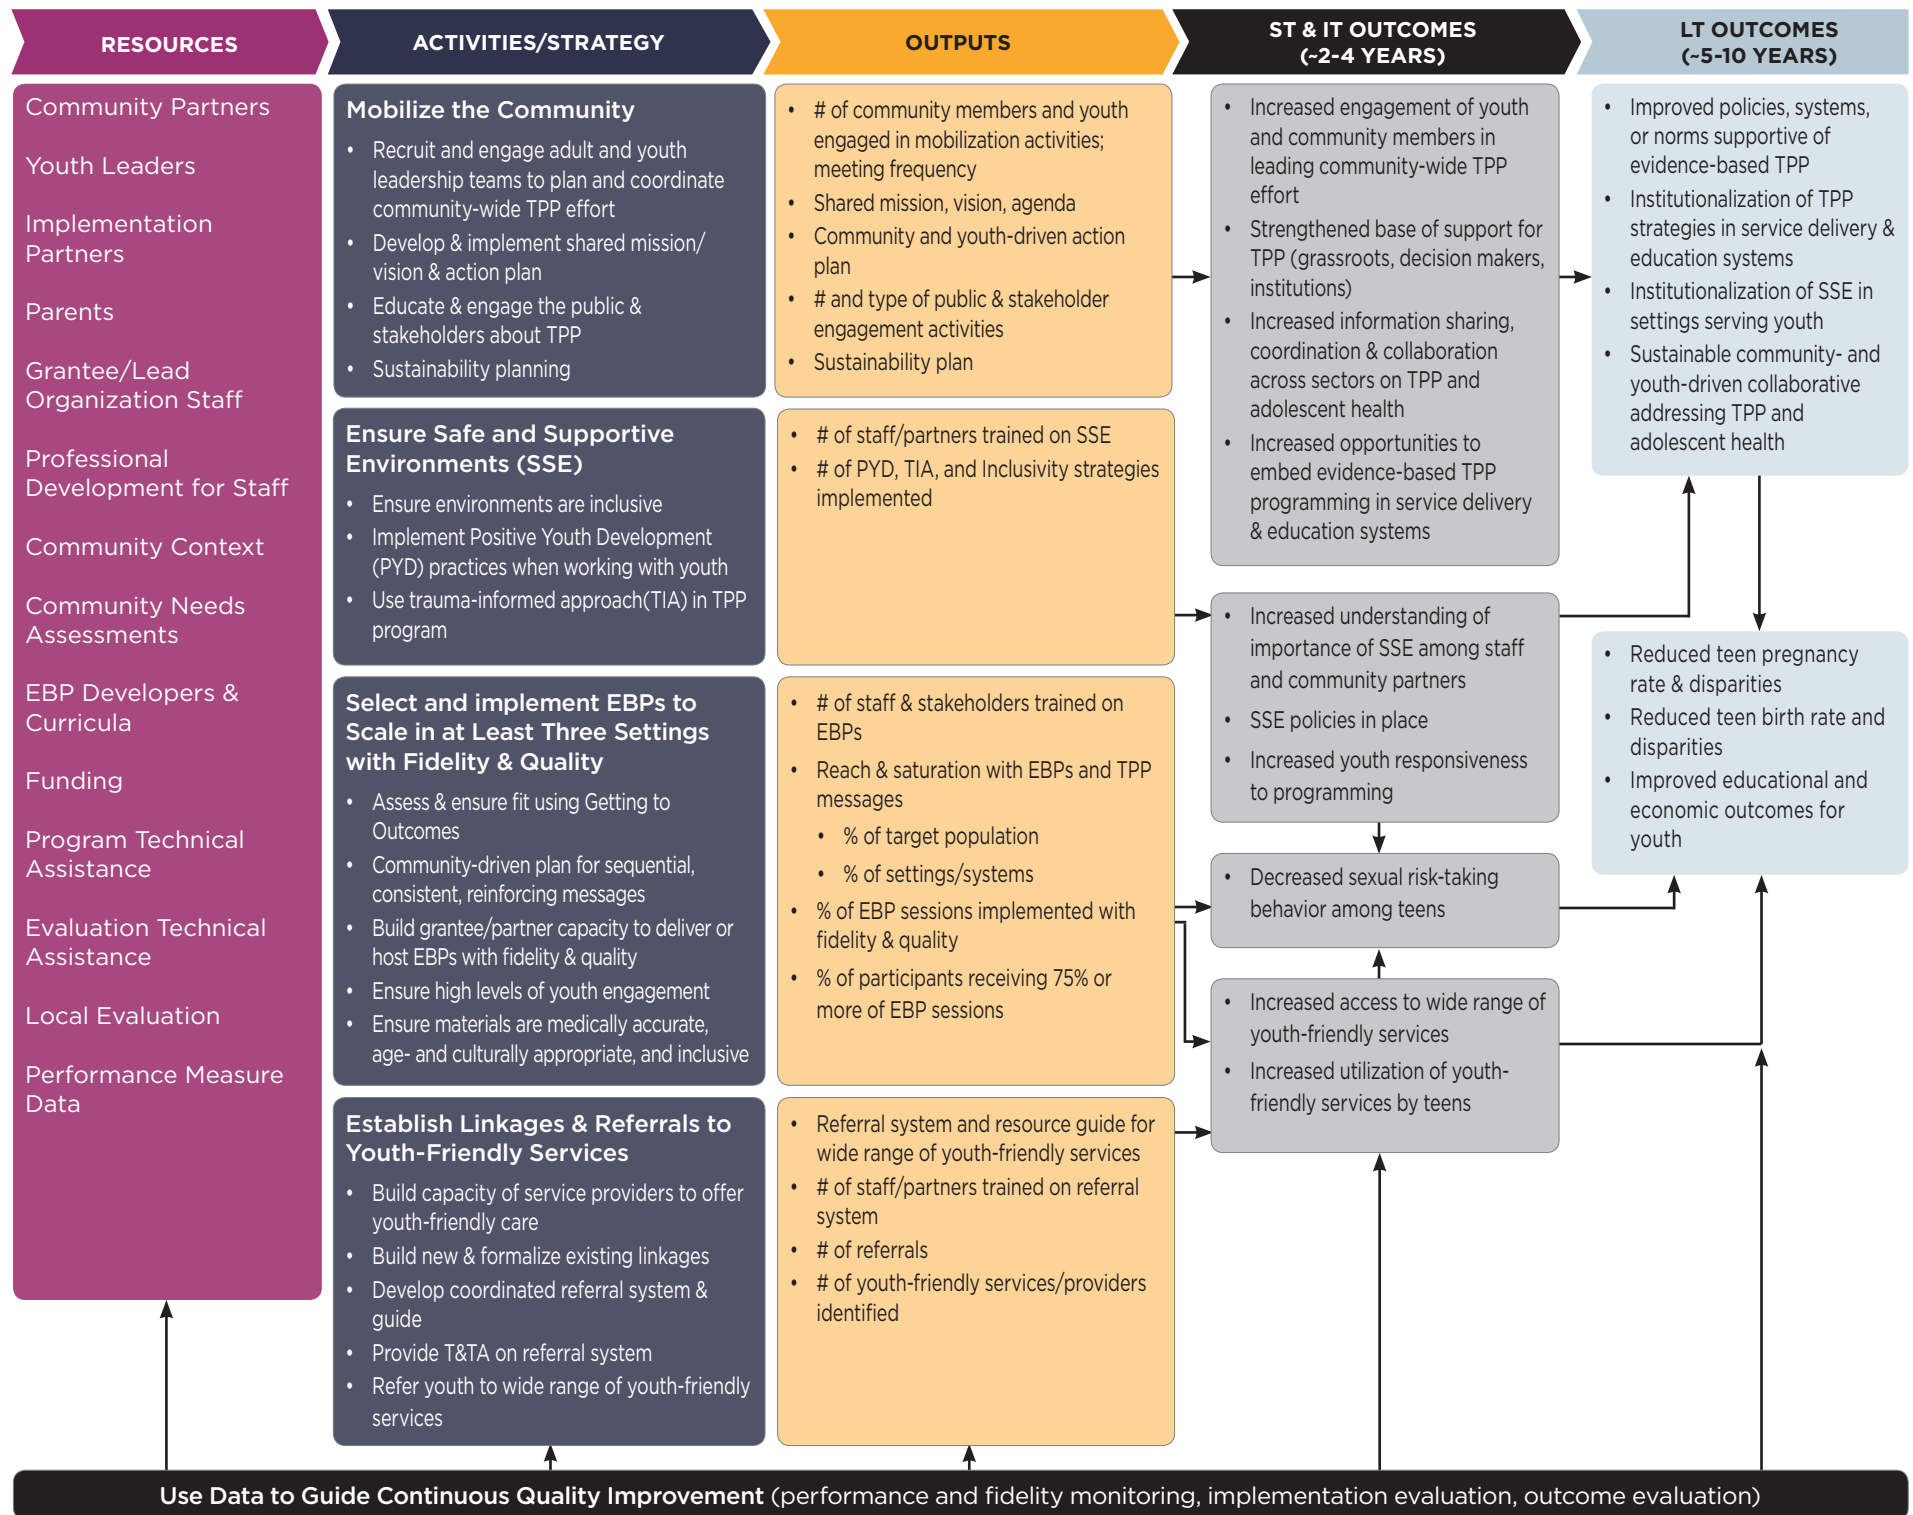 RESOURCES
ACTIVITIES/STRATEGY
OUTPUTS
ST & IT OUTCOMES
(~2-4 YEARS)
LT OUTCOMES
(~5-10 YEARS)
Community Partners
Youth Leaders
Implementation
Partners
Parents
Grantee/Lead
Organization Staff
Professional
Development for Staff
Community Context
Community Needs
Assessments
EBP Developers &
Curricula
Funding
Program Technical
Assistance
Evaluation Technical
Assistance
Local Evaluation
Performance Measure
Data
Mobilize the Community
• Recruit and engage adult and youth
leadership teams to plan and coordinate
community-wide TPP effort
• Develop & implement shared mission/
vision & action plan
• Educate & engage the public &
stakeholders about TPP
• Sustainability planning
Ensure Safe and Supportive
Environments (SSE)
• Ensure environments are inclusive
• Implement Positive Youth Development
(PYD) practices when working with youth
• Use trauma-informed approach(TIA) in TPP
program
Select and implement EBPs to
Scale in at Least Three Settings
with Fidelity & Quality
• Assess & ensure fit using Getting to
Outcomes
• Community-driven plan for sequential,
consistent, reinforcing messages
• Build grantee/partner capacity to deliver or
host EBPs with fidelity & quality
• Ensure high levels of youth engagement
• Ensure materials are medically accurate,
age- and culturally appropriate, and inclusive
Establish Linkages & Referrals to
Youth-Friendly Services
• Build capacity of service providers to offer
youth-friendly care
• Build new & formalize existing linkages
• Develop coordinated referral system &
guide
• Provide T&TA on referral system
• Refer youth to wide range of youth-friendly
services
• # of community members and youth
engaged in mobilization activities;
meeting frequency
• Shared mission, vision, agenda
• Community and youth-driven action
plan
• # and type of public & stakeholder
engagement activities
• Sustainability plan
• # of staff/partners trained on SSE
• # of PYD, TIA, and Inclusivity strategies
implemented
• # of staff & stakeholders trained on
EBPs
• Reach & saturation with EBPs and TPP
messages
• % of target population
• % of settings/systems
• % of EBP sessions implemented with
fidelity & quality
• % of participants receiving 75% or
more of EBP sessions
• Referral system and resource guide for
wide range of youth-friendly services
• # of staff/partners trained on referral
system
• # of referrals
• # of youth-friendly services/providers
identified
• Increased engagement of youth
and community members in
leading community-wide TPP
effort
• Strengthened base of support for
TPP (grassroots, decision makers,
institutions)
• Increased information sharing,
coordination & collaboration
across sectors on TPP and
adolescent health
• Increased opportunities to
embed evidence-based TPP
programming in service delivery
& education systems
• Increased understanding of
importance of SSE among staff
and community partners
• SSE policies in place
• Increased youth responsiveness
to programming
• Decreased sexual risk-taking
behavior among teens
• Increased access to wide range of
youth-friendly services
• Increased utilization of youth-
friendly services by teens
• Improved policies, systems,
or norms supportive of
evidence-based TPP
• Institutionalization of TPP
strategies in service delivery &
education systems
• Institutionalization of SSE in
settings serving youth
• Sustainable community- and
youth-driven collaborative
addressing TPP and
adolescent health
• Reduced teen pregnancy
rate & disparities
• Reduced teen birth rate and
disparities
• Improved educational and
economic outcomes for
youth
Use Data to Guide Continuous Quality Improvement (performance and fidelity monitoring, implementation evaluation, outcome evaluation)